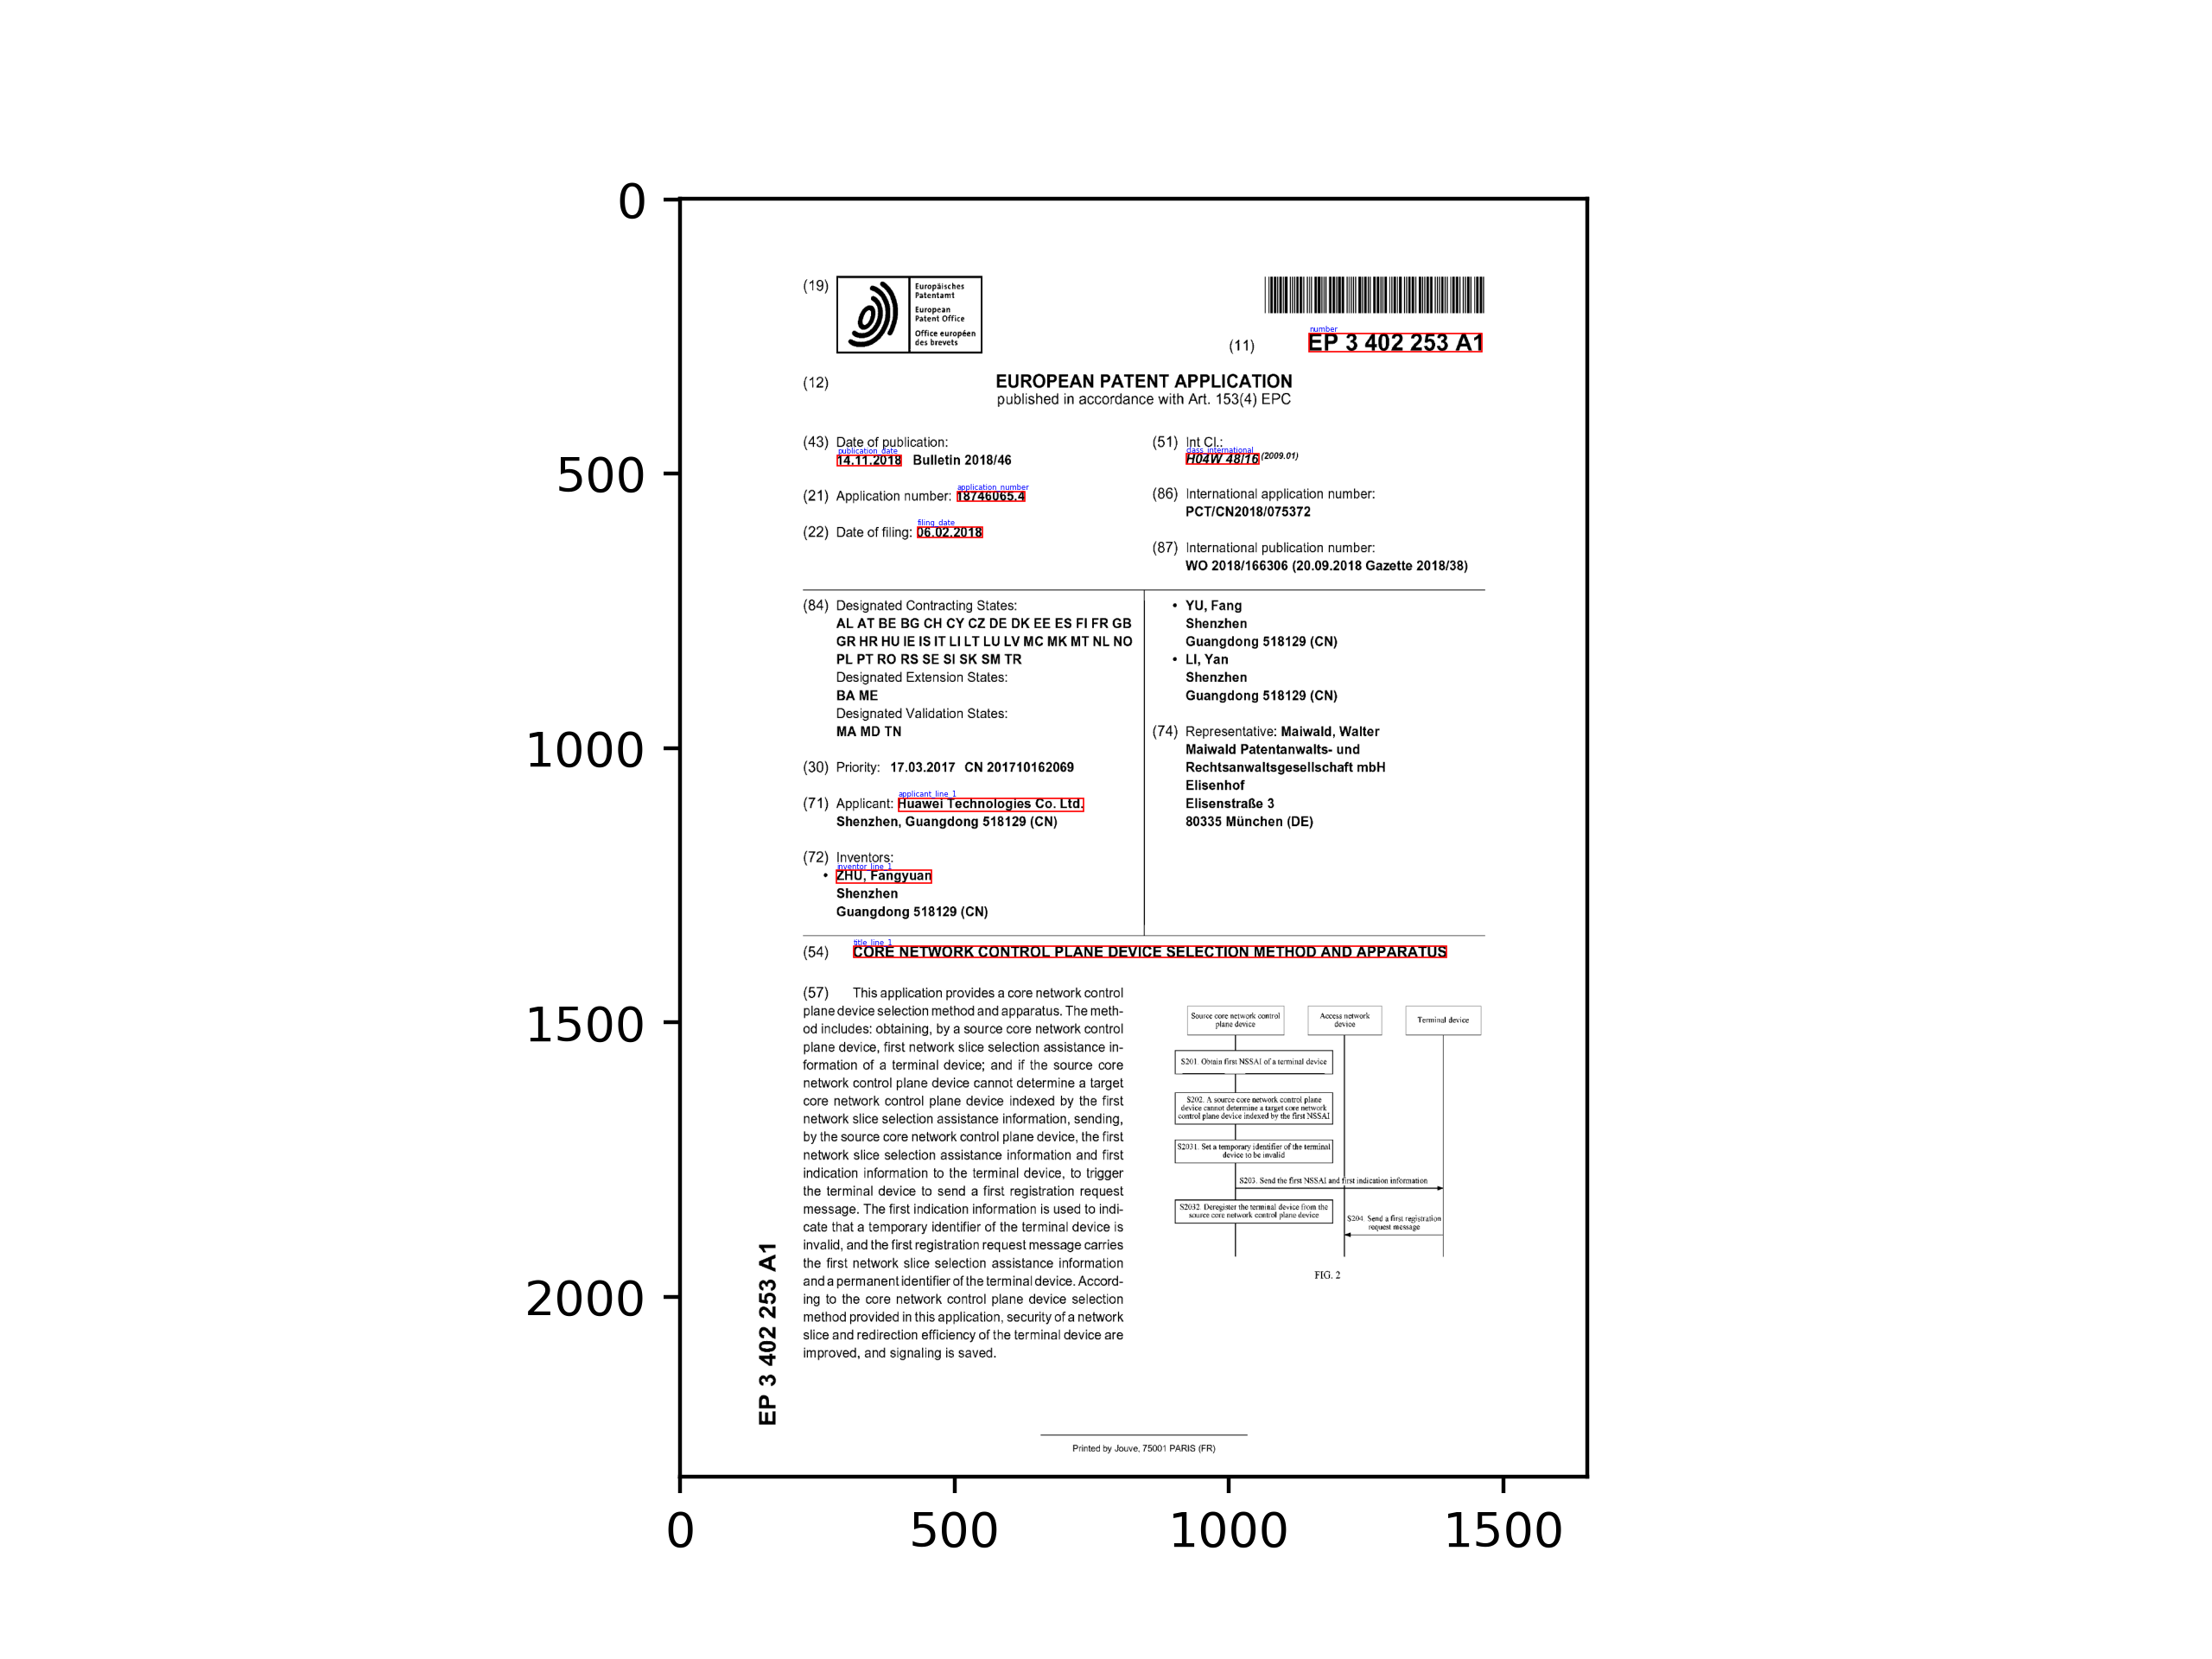 0
500
1000
1500
2000
0
500
1000
1500
(19)
Europäisches
Patentamt
European
Patent Office
Office européen
des brevets
number
(11)
EP 3 402 253 A1
(12)
EUROPEAN PATENT APPLICATION
published in accordance with Art. 153(4) EPC
(43) Date of publication:
publication_date
14.11.2018 Bulletin 2018/46
application_number
(21) Application number: 18746065.4
filing_date
(22) Date of filing: 06.02.2018
(51) Int Cl.:
class_international
H04W 48/16 (2009.01)
(86) International application number:
PCT/CN2018/075372
(87) International publication number:
WO 2018/166306 (20.09.2018 Gazette 2018/38)
(84) Designated Contracting States:
AL AT BE BG CH CY CZ DE DK EE ES FI FR GB
GR HR HU IE IS IT LI LT LU LV MC MK MT NL NO
PL PT RO RS SE SI SK SM TR
Designated Extension States:
BA ME
Designated Validation States:
MA MD TN
(30) Priority: 17.03.2017 CN 201710162069
applicant_line_1
(71) Applicant: Huawei Technologies Co. Ltd.
Shenzhen, Guangdong 518129 (CN)
(72) Inventors:
inventor_line_1
• ZHU, Fangyuan
Shenzhen
Guangdong 518129 (CN)
• YU, Fang
Shenzhen
Guangdong 518129 (CN)
• LI, Yan
Shenzhen
Guangdong 518129 (CN)
(74) Representative: Maiwald, Walter
Maiwald Patentanwalts- und
Rechtsanwaltsgesellschaft mbH
Elisenhof
Elisenstraße 3
80335 München (DE)
title_line_1
(54) CORE NETWORK CONTROL PLANE DEVICE SELECTION METHOD AND APPARATUS
(57) This application provides a core network control
plane device selection method and apparatus. The meth-
od includes: obtaining, by a source core network control
plane device, first network slice selection assistance in-
formation of a terminal device; and if the source core
network control plane device cannot determine a target
core network control plane device indexed by the first
network slice selection assistance information, sending,
by the source core network control plane device, the first
network slice selection assistance information and first
indication information to the terminal device, to trigger
the terminal device to send a first registration request
message. The first indication information is used to indi-
cate that a temporary identifier of the terminal device is
invalid, and the first registration request message carries
the first network slice selection assistance information
and a permanent identifier of the terminal device. Accord-
ing to the core network control plane device selection
method provided in this application, security of a network
slice and redirection efficiency of the terminal device are
improved, and signaling is saved.
Source core network control
plane device
Access network
device
Terminal device
S201. Obtain first NSSAI of a terminal device
S202. A source core network control plane
device cannot determine a target core network
control plane device indexed by the first NSSAI
S2031. Set a temporary identifier of the terminal
device to be invalid
S203. Send the first NSSAI and first indication information
S2032. Deregister the terminal device from the
source core network control plane device
S204. Send a first registration
request message
FIG. 2
EP 3 402 253 A1
Printed by Jouve, 75001 PARIS (FR)